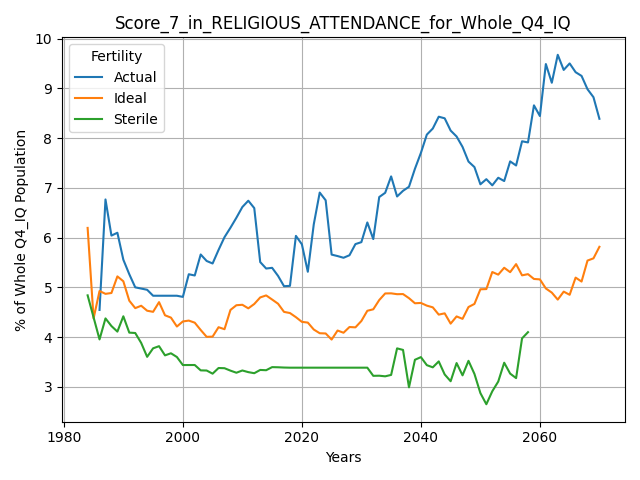 Score_7_in_RELIGIOUS_ATTENDANCE_for_Whole_Q4_IQ
Fertility
Actual
Ideal
Sterile
% of Whole Q4_IQ Population
10
9
8
7
6
5
4
3
1980
2000
2020
2040
2060
Years